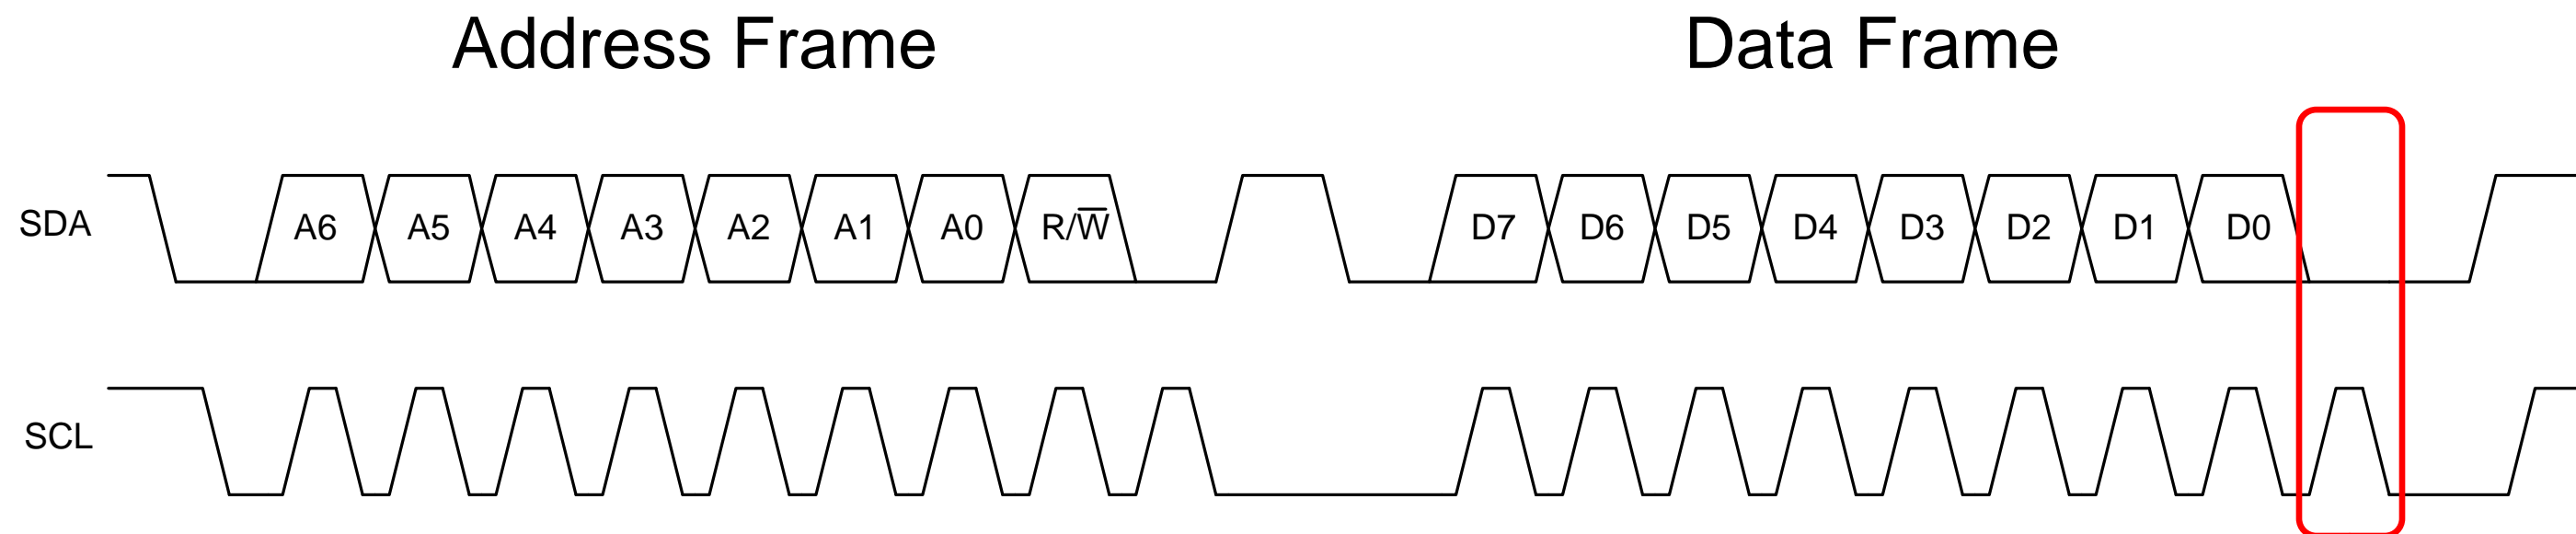 Address Frame
Data Frame
SDA
A6 A5 A4 A3 A2 A1 A0 R/W̅ D7 D6 D5 D4 D3 D2 D1 D0
SCL